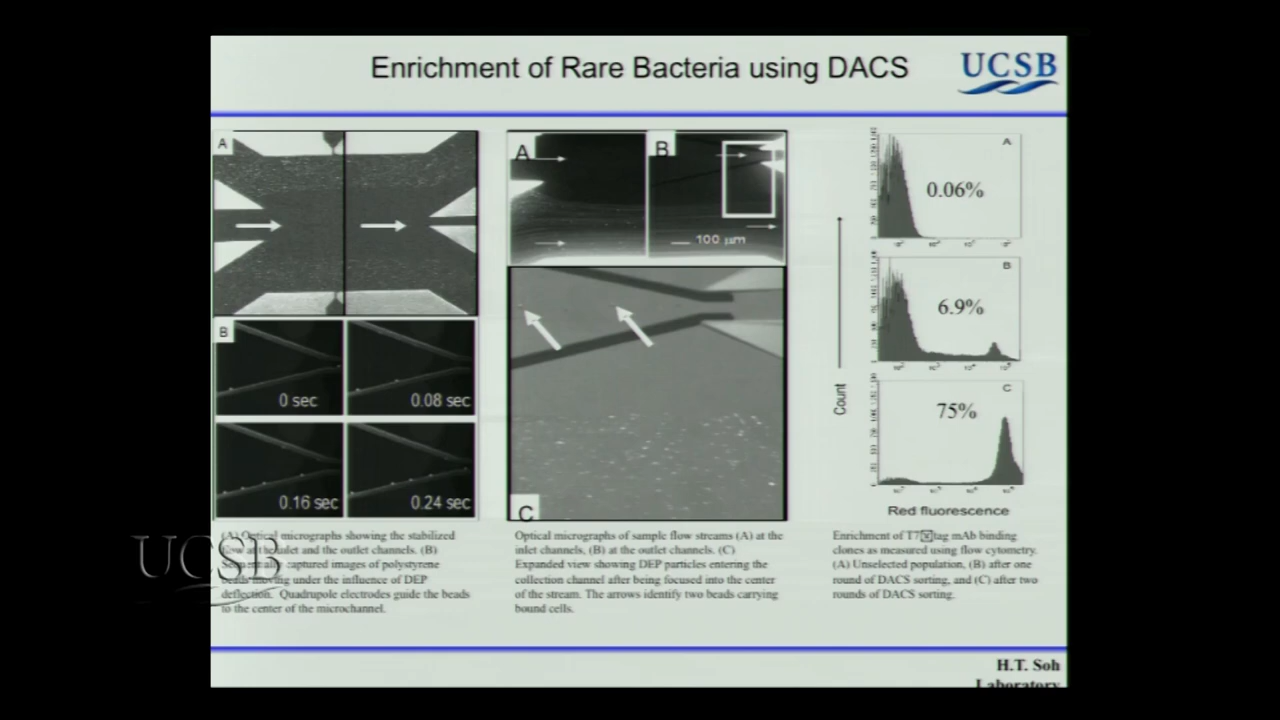 Enrichment of Rare Bacteria using DACS
UCSB
A
B
0 sec
0.08 sec
0.16 sec
0.24 sec
(A) Optical micrographs showing the stabilized
flow at the inlet and the outlet channels. (B)
captured images of polystyrene
beads moving under the influence of DEP
deflection. Quadrupole electrodes guide the beads
to the center of the microchannel.
A
B
100 µm
C
Optical micrographs of sample flow streams (A) at the
inlet channels, (B) at the outlet channels. (C)
Expanded view showing DEP particles entering the
collection channel after being focused into the center
of the stream. The arrows identify two beads carrying
bound cells.
A
0.06%
B
6.9%
C
75%
Count
Red fluorescence
Enrichment of T7 tag mAb binding
clones as measured using flow cytometry.
(A) Unselected population, (B) after one
round of DACS sorting, and (C) after two
rounds of DACS sorting.
UCSB
H.T. Soh
Laboratory